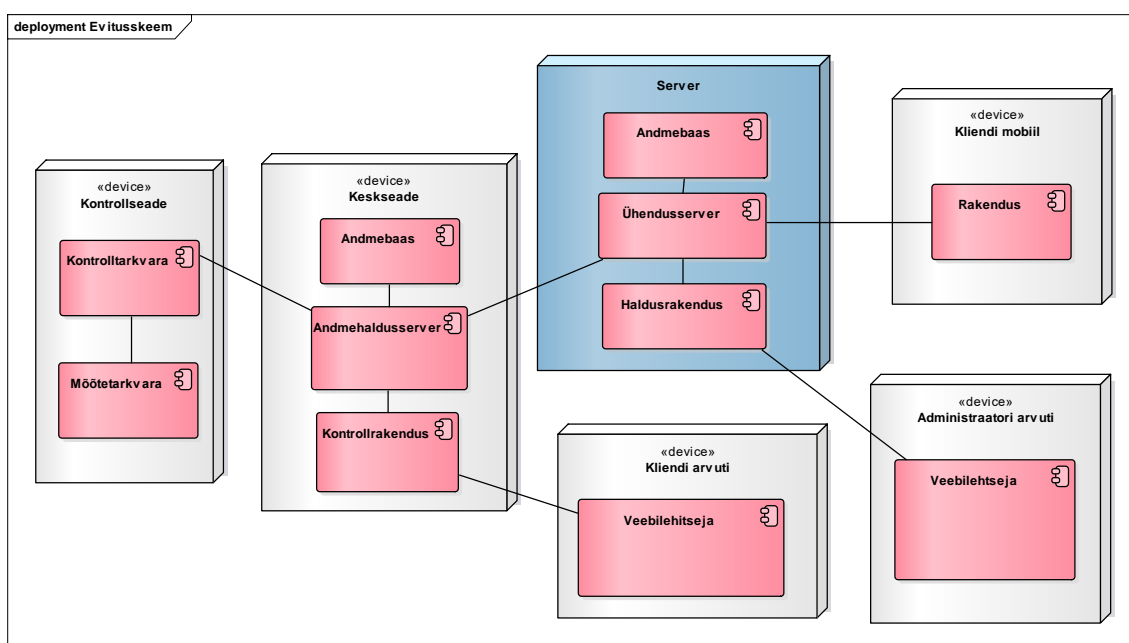 deployment Evitusskeem
«device»
Kontrollseade
Kontrolltarkvara
Mõõtetarkvara
«device»
Keskseade
Andmebaas
Andmehaldusserver
Kontrollrakendus
Server
Andmebaas
Ühendusserver
Haldusrakendus
«device»
Kliendi mobiil
Rakendus
«device»
Kliendi arvuti
Veebilehitseja
«device»
Administraatori arvuti
Veebilehtseja